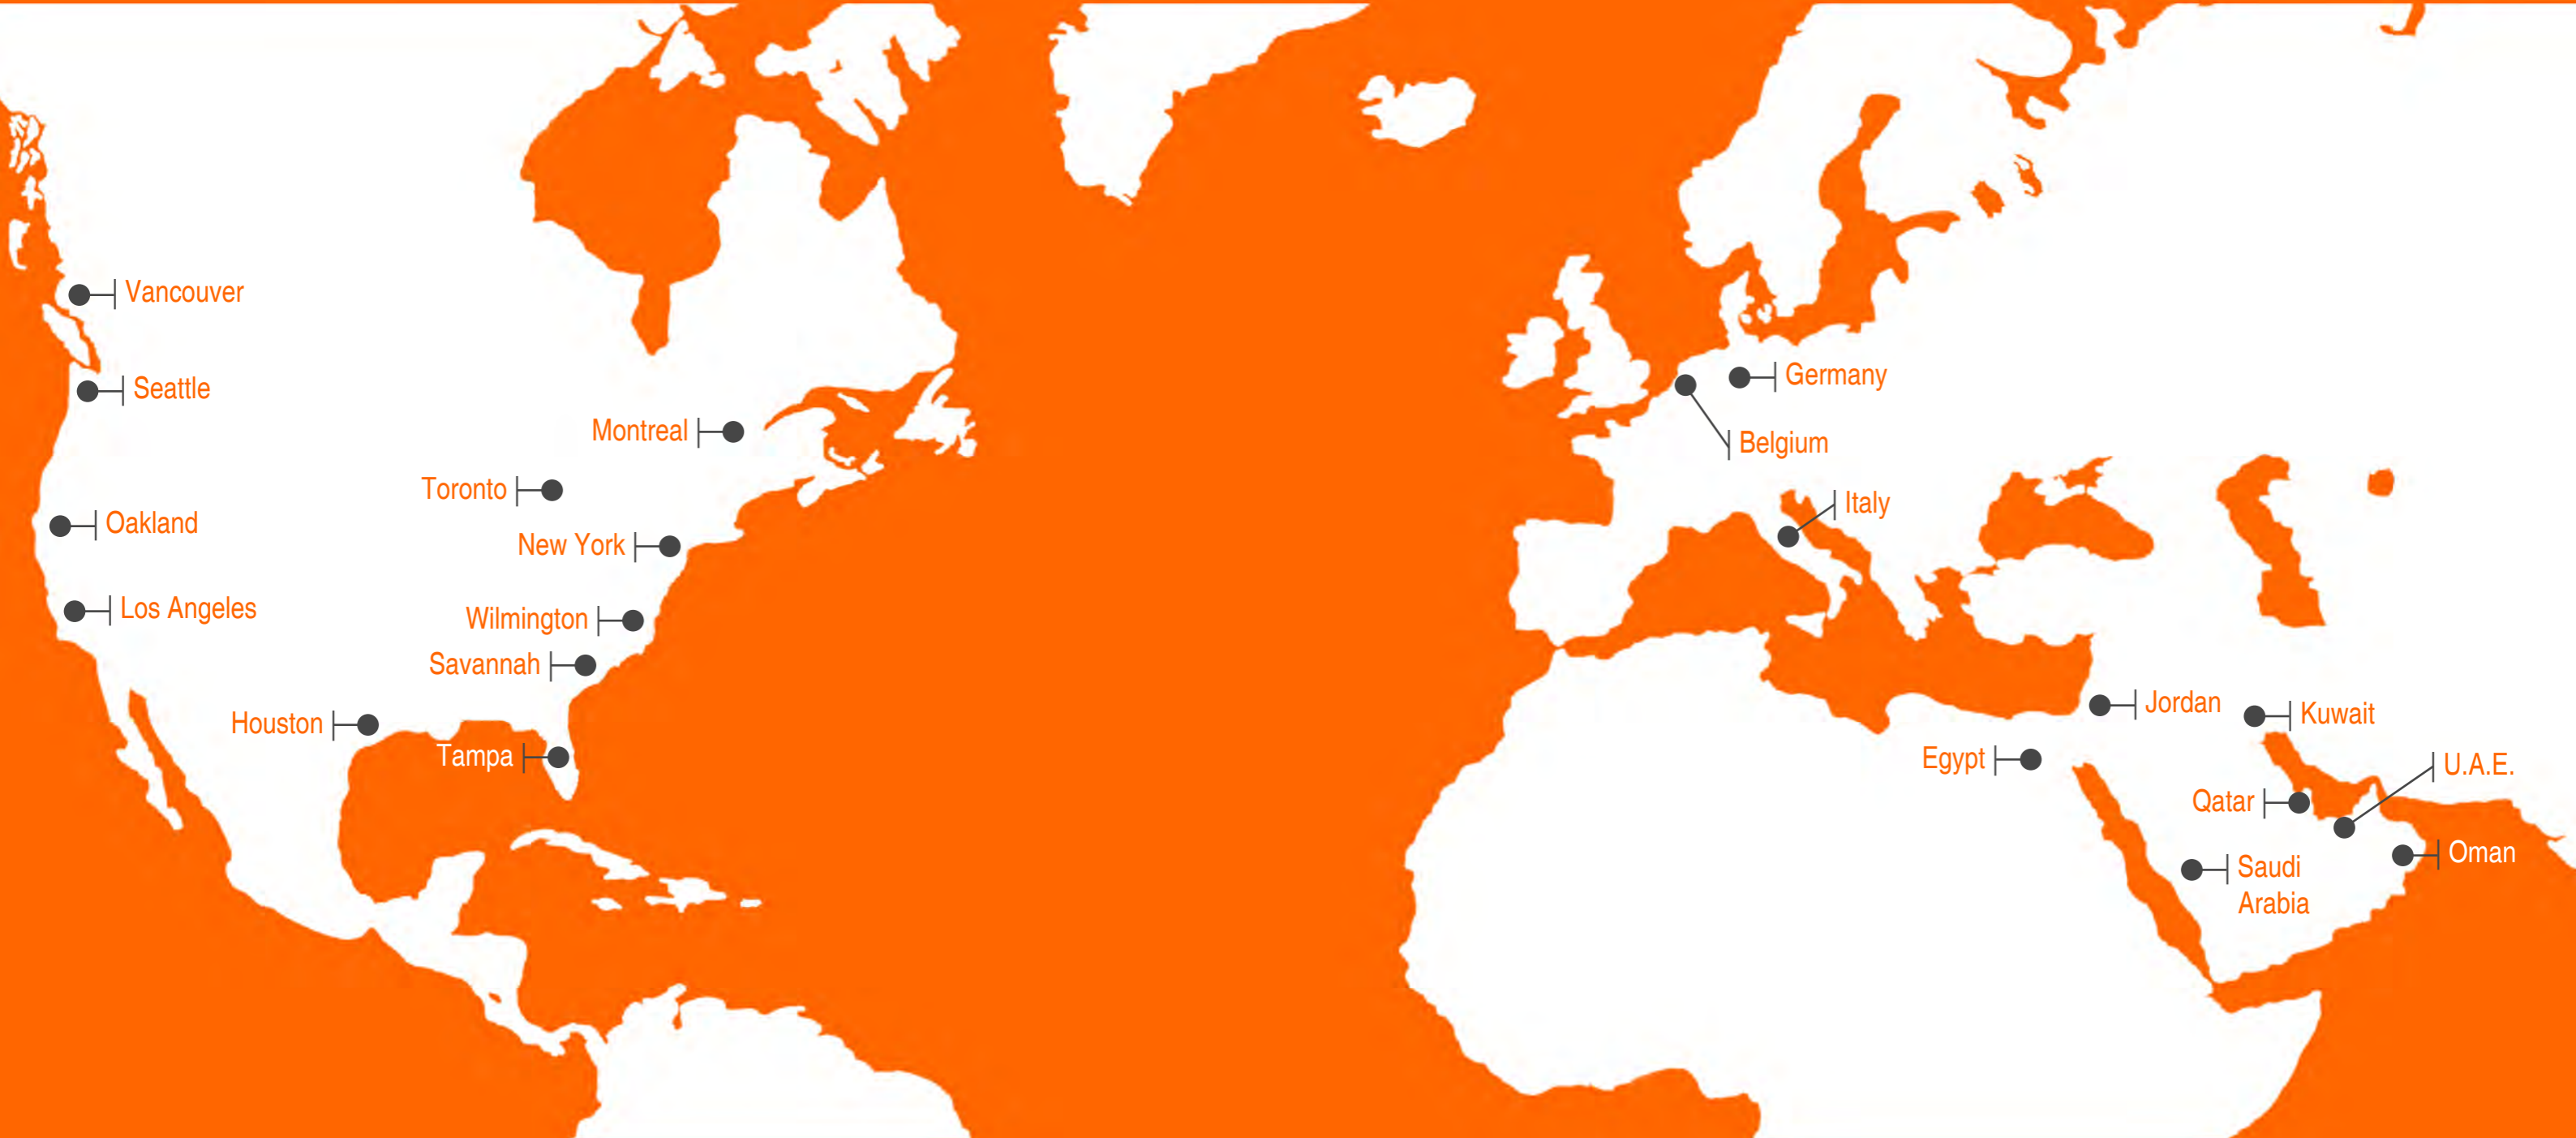 Vancouver
Seattle
Oakland
Los Angeles
Houston
Montreal
Toronto
New York
Wilmington
Savannah
Tampa
Germany
Belgium
Italy
Jordan
Kuwait
Egypt
U.A.E.
Qatar
Oman
Saudi
Arabia